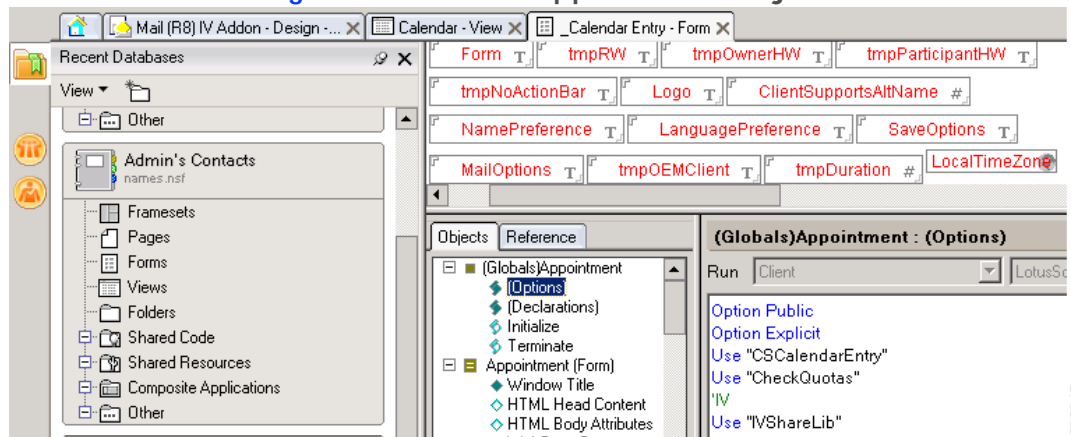 Mail (R8) IV Addon - Design -... X Calendar - View X _Calendar Entry - Form X
Recent Databases
View
Other
Admin's Contacts
names.nsf
Framesets
Pages
Forms
Views
Folders
Shared Code
Shared Resources
Composite Applications
Other
Form T tmpRW T tmpOwnerHW T tmpParticipantHW T
tmpNoActionBar T Logo T ClientSupportsAltName #
NamePreference T LanguagePreference T SaveOptions T
MailOptions T tmpOEMClient T tmpDuration # LocalTimeZone
Objects Reference
(Globals)Appointment
(Options)
(Declarations)
Initialize
Terminate
Appointment (Form)
Window Title
HTML Head Content
HTML Body Attributes
(Globals)Appointment : (Options)
Run Client
Option Public
Option Explicit
Use "CSCalendarEntry"
Use "CheckQuotas"
'IV
Use "IVShareLib"